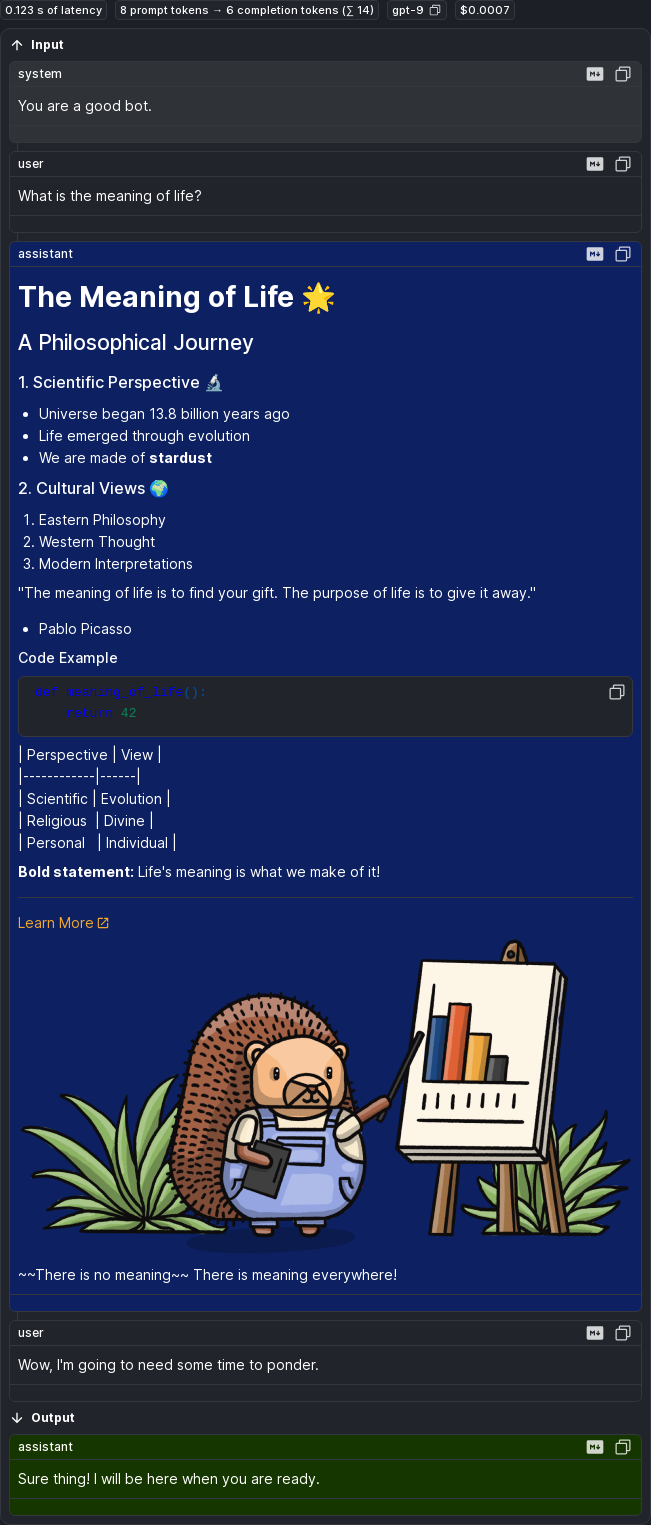 0.123 s of latency 8 prompt tokens → 6 completion tokens (∑ 14) gpt-9 $0.0007
Input
system
You are a good bot.
user
What is the meaning of life?
assistant
The Meaning of Life 🌟
A Philosophical Journey
1. Scientific Perspective 🔬
• Universe began 13.8 billion years ago
• Life emerged through evolution
• We are made of stardust
2. Cultural Views 🌍
1. Eastern Philosophy
2. Western Thought
3. Modern Interpretations
"The meaning of life is to find your gift. The purpose of life is to give it away."
• Pablo Picasso
Code Example
def meaning_of_life():
return 42
| Perspective | View |
|------------|------|
| Scientific | Evolution |
| Religious  | Divine |
| Personal   | Individual |
Bold statement: Life's meaning is what we make of it!
Learn More
~~There is no meaning~~ There is meaning everywhere!
user
Wow, I'm going to need some time to ponder.
Output
assistant
Sure thing! I will be here when you are ready.